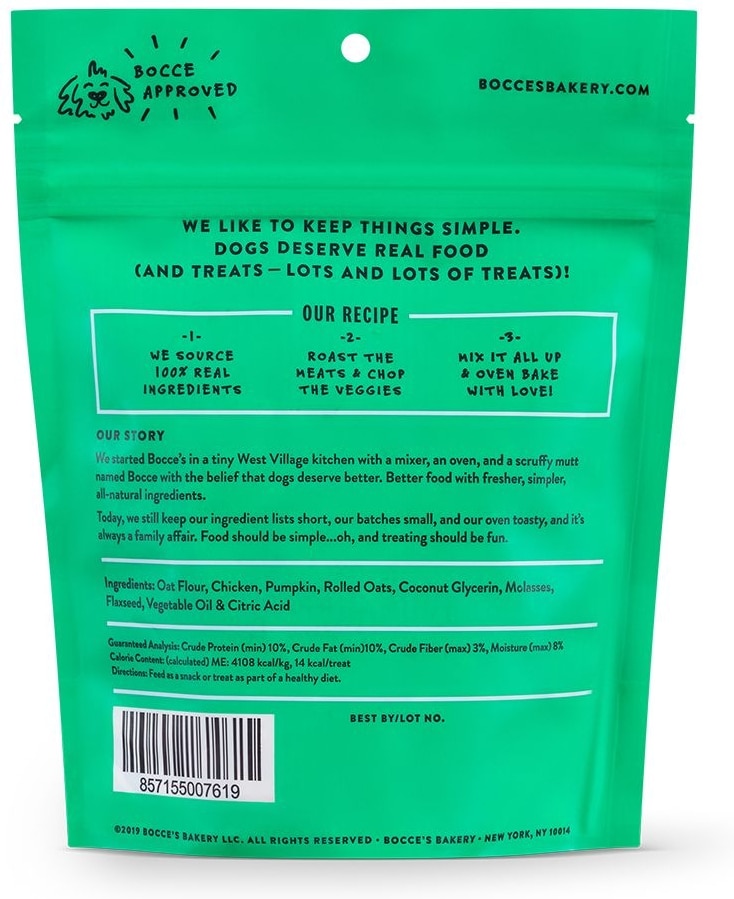 BOCCE
APPROVED
BOCCESBAKERY.COM
WE LIKE TO KEEP THINGS SIMPLE.
DOGS DESERVE REAL FOOD
(AND TREATS — LOTS AND LOTS OF TREATS)!
OUR RECIPE
-1-
WE SOURCE
100% REAL
INGREDIENTS
-2-
ROAST THE
MEATS & CHOP
THE VEGGIES
-3-
MIX IT ALL UP
& OVEN BAKE
WITH LOVE!
OUR STORY
We started Bocce's in a tiny West Village kitchen with a mixer, an oven, and a scruffy mutt
named Bocce with the belief that dogs deserve better. Better food with fresher, simpler,
all-natural ingredients.
Today, we still keep our ingredient lists short, our batches small, and our oven toasty, and it's
always a family affair. Food should be simple...oh, and treating should be fun.
Ingredients: Oat Flour, Chicken, Pumpkin, Rolled Oats, Coconut Glycerin, Molasses,
Flaxseed, Vegetable Oil & Citric Acid
Guaranteed Analysis: Crude Protein (min) 10%, Crude Fat (min)10%, Crude Fiber (max) 3%, Moisture (max) 8%
Calorie Content: (calculated) ME: 4108 kcal/kg, 14 kcal/treat
Directions: Feed as a snack or treat as part of a healthy diet.
BEST BY/LOT NO.
857155007619
©2019 BOCCE'S BAKERY LLC. ALL RIGHTS RESERVED • BOCCE'S BAKERY • NEW YORK, NY 10014